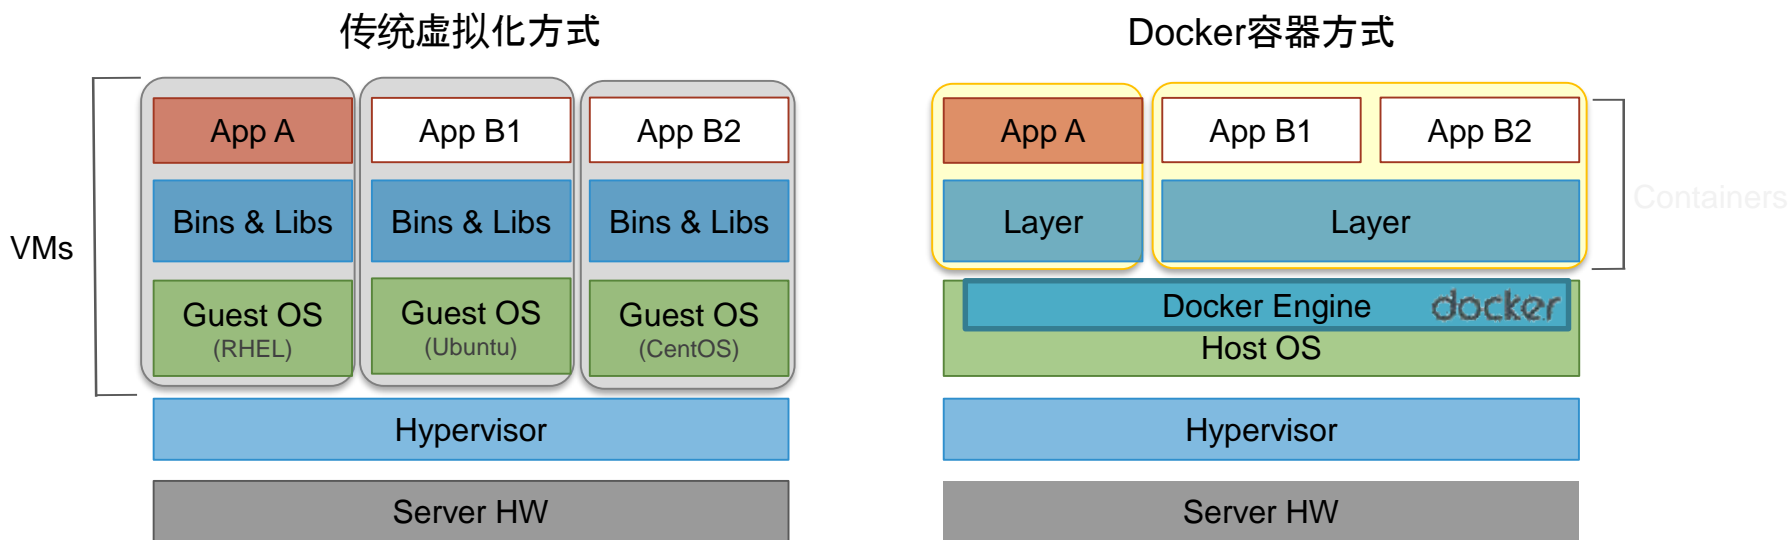 传统虚拟化方式
VMs
App A
App B1
App B2
Bins & Libs
Bins & Libs
Bins & Libs
Guest OS
(RHEL)
Guest OS
(Ubuntu)
Guest OS
(CentOS)
Hypervisor
Server HW
Docker容器方式
App A
App B1
App B2
Layer
Layer
Containers
Docker Engine
docker
Host OS
Hypervisor
Server HW